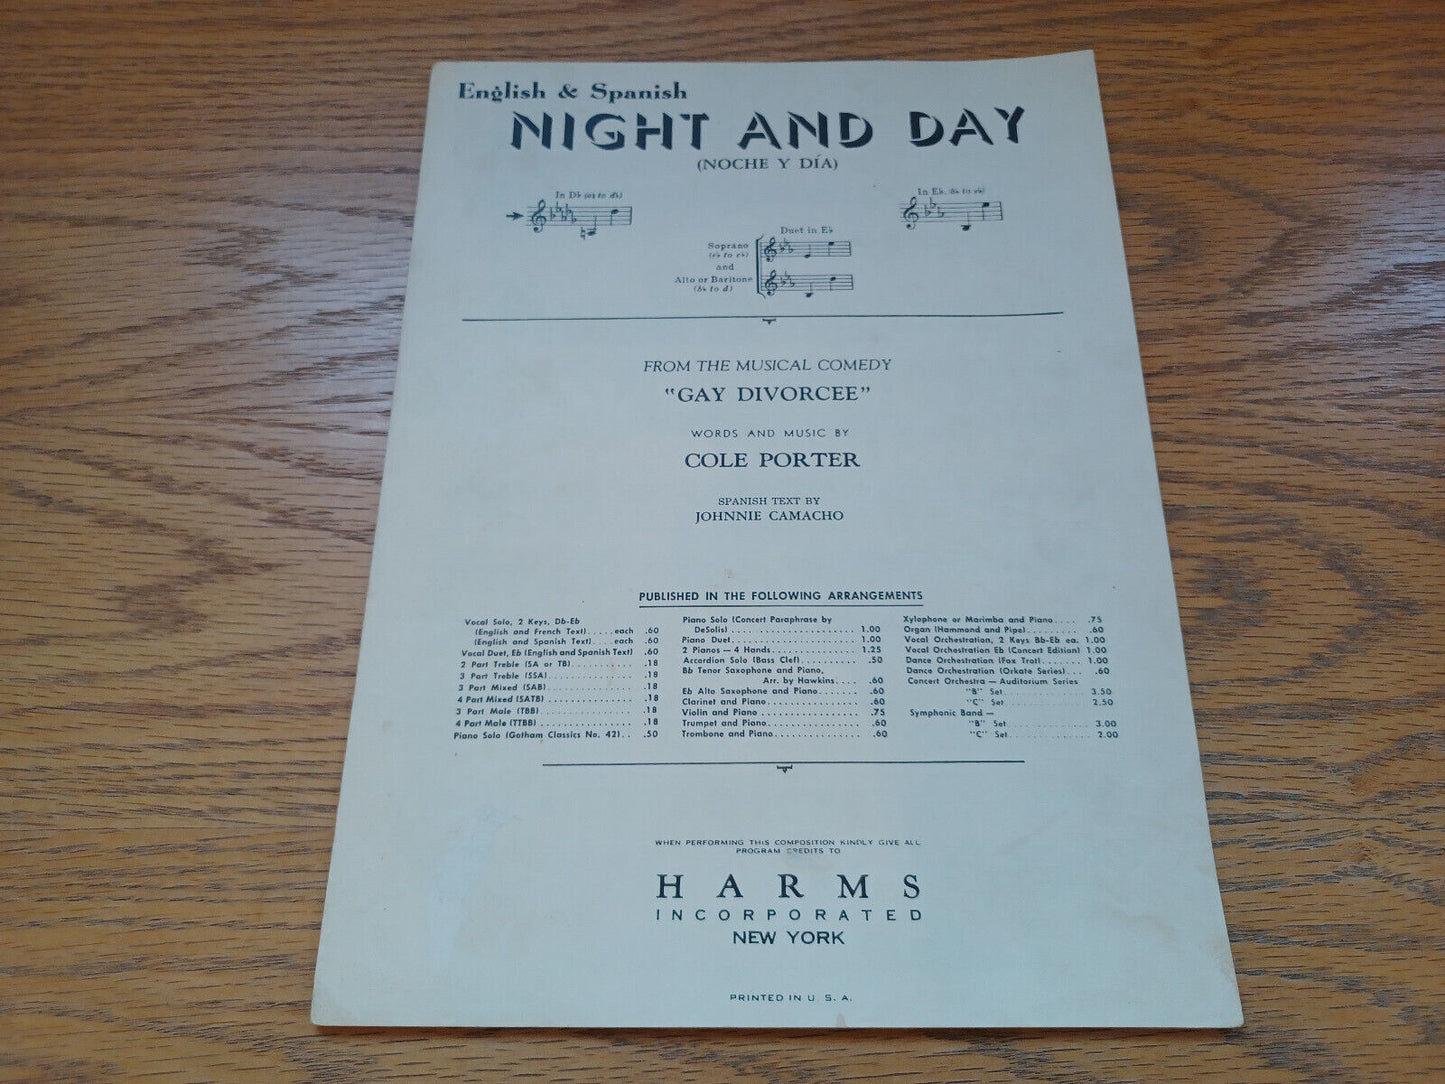 English & Spanish
NIGHT AND DAY
(NOCHE Y DÍA)
In D♭ (a♮ to d♭)
In E♭ (B♭ to e♭)
Duet in E♭
Soprano
(e♭ to e♭)
and
Alto or Baritone
(b♭ to d)
FROM THE MUSICAL COMEDY
"GAY DIVORCEE"
WORDS AND MUSIC BY
COLE PORTER
SPANISH TEXT BY
JOHNNIE CAMACHO
PUBLISHED IN THE FOLLOWING ARRANGEMENTS
Vocal Solo, 2 Keys, Db-Eb
(English and French Text).....each .60
(English and Spanish Text)....each .60
Vocal Duet, Eb (English and Spanish Text) .60
2 Part Treble (SA or TB)........... .18
3 Part Treble (SSA)............... .18
3 Part Mixed (SAB)............... .18
4 Part Mixed (SATB).............. .18
3 Part Male (TBB)................ .18
4 Part Male (TTBB)............... .18
Piano Solo (Gotham Classics No. 42).. .50
Piano Solo (Concert Paraphrase by
DeSolis)...................... 1.00
Piano Duet...................... 1.00
2 Pianos — 4 Hands............... 1.25
Accordion Solo (Bass Clef).......... .50
Bb Tenor Saxophone and Piano,
Arr. by Hawkins.... .60
Eb Alto Saxophone and Piano....... .60
Clarinet and Piano................ .60
Violin and Piano................. .75
Trumpet and Piano............... .60
Trombone and Piano.............. .60
Xylophone or Marimba and Piano.... .75
Organ (Hammond and Pipe)......... .60
Vocal Orchestration, 2 Keys Bb-Eb ea. 1.00
Vocal Orchestration Eb (Concert Edition) 1.00
Dance Orchestration (Fox Trot)....... 1.00
Dance Orchestration (Orkate Series)... .60
Concert Orchestra — Auditorium Series
"B" Set............. 3.50
"C" Set............. 2.50
Symphonic Band —
"B" Set............. 3.00
"C" Set............. 2.00
WHEN PERFORMING THIS COMPOSITION KINDLY GIVE ALL
PROGRAM CREDITS TO
HARMS
INCORPORATED
NEW YORK
PRINTED IN U. S. A.